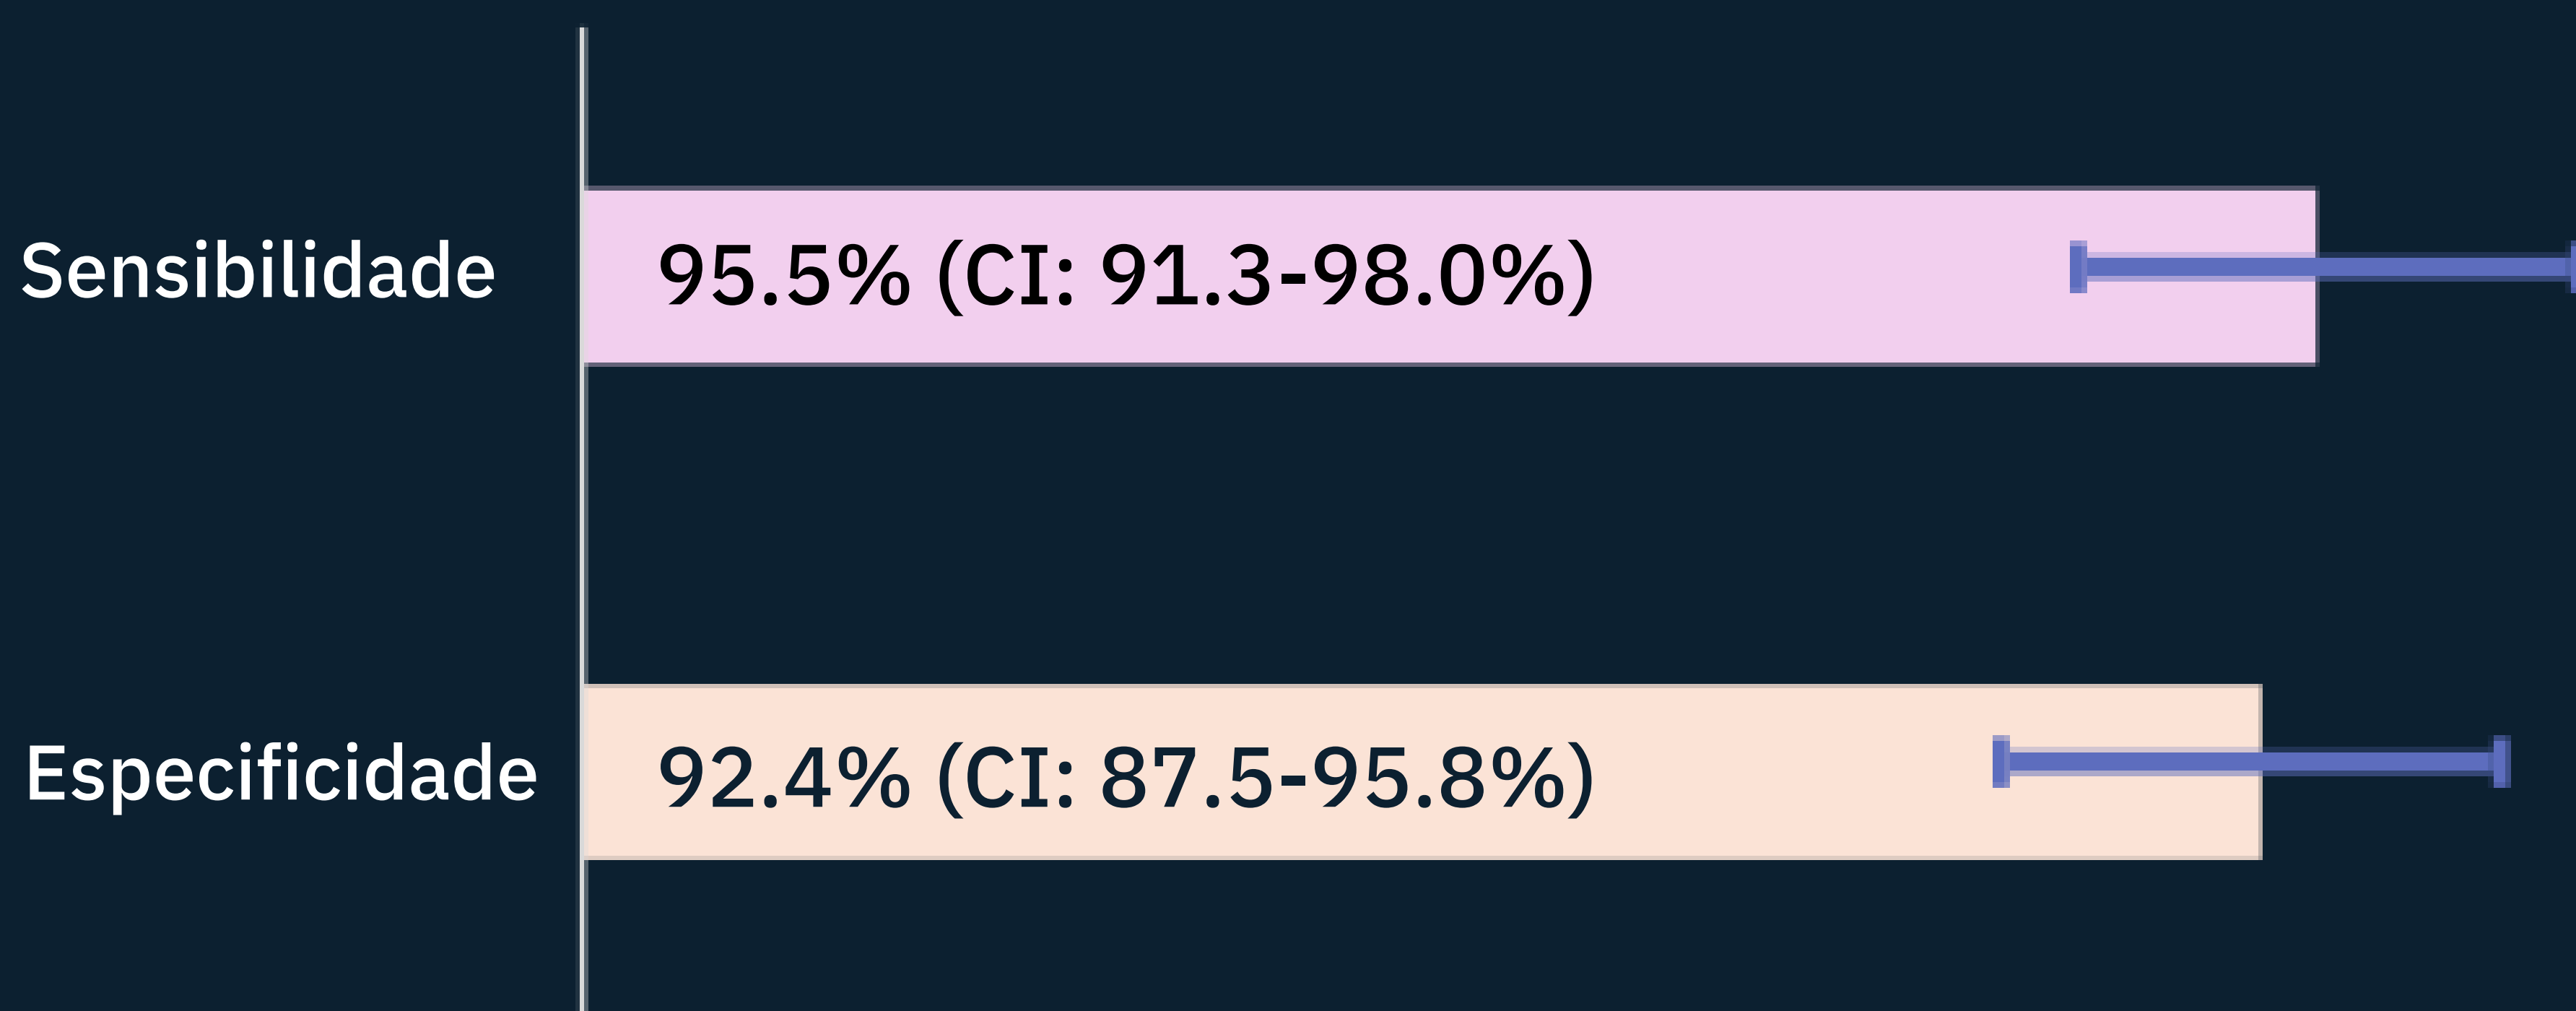 Sensibilidade 95.5% (CI: 91.3-98.0%)
Especificidade 92.4% (CI: 87.5-95.8%)